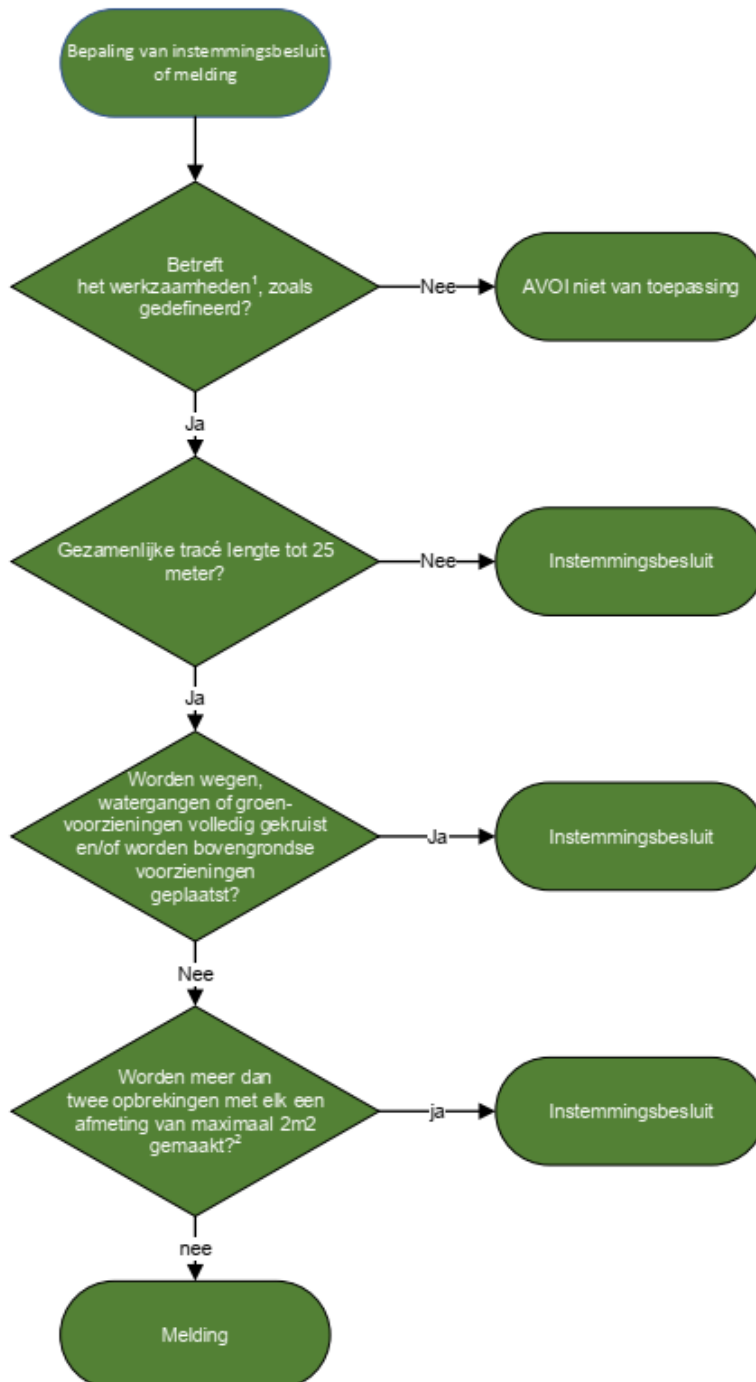 Bepaling van instemmingsbesluit
of melding
Betreft
het werkzaamheden¹, zoals
gedefineerd?
Nee
AVOI niet van toepassing
Ja
Gezamenlijke tracé lengte tot 25
meter?
Nee
Instemmingsbesluit
Ja
Worden wegen,
watergangen of groen-
voorzieningen volledig gekruist
en/of worden bovengrondse
voorzieningen
geplaatst?
Ja
Instemmingsbesluit
Nee
Worden meer dan
twee opbrekingen met elk een
afmeting van maximaal 2m2
gemaakt?²
ja
Instemmingsbesluit
nee
Melding